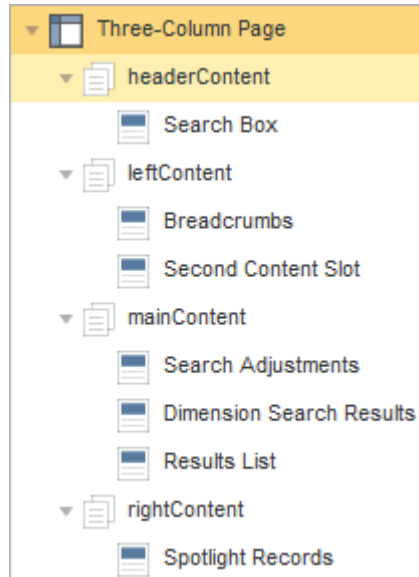 Three-Column Page
headerContent
Search Box
leftContent
Breadcrumbs
Second Content Slot
mainContent
Search Adjustments
Dimension Search Results
Results List
rightContent
Spotlight Records